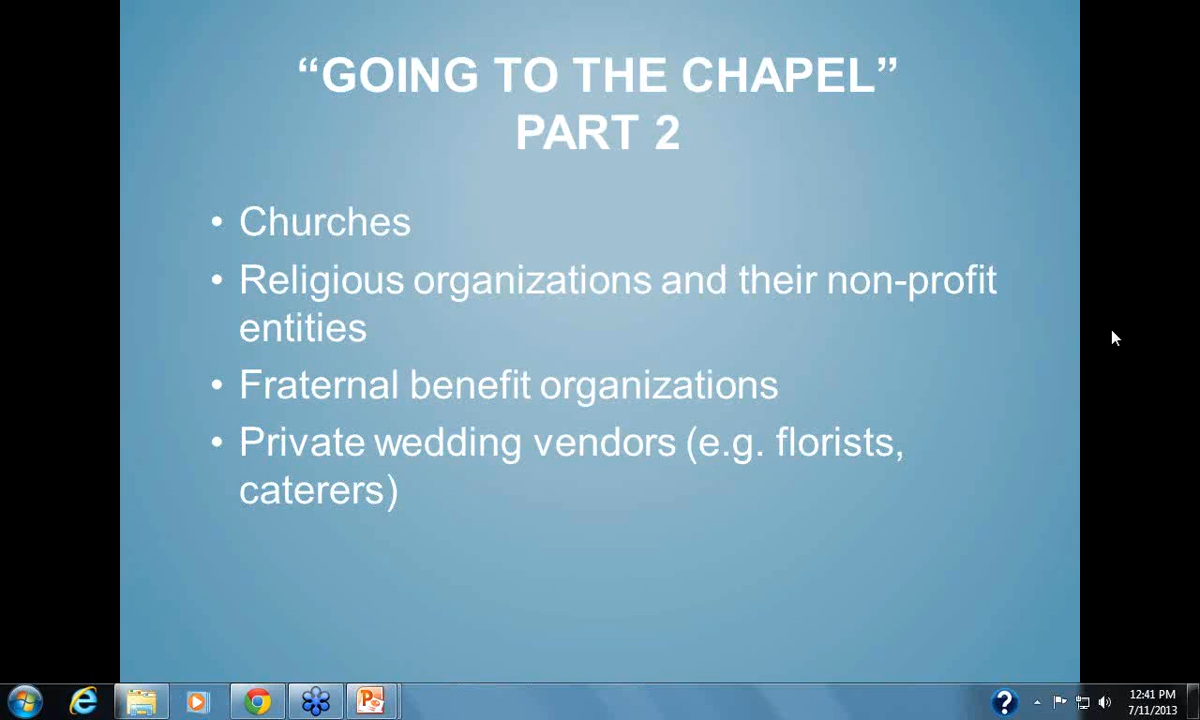 “GOING TO THE CHAPEL”
PART 2
• Churches
• Religious organizations and their non-profit
entities
• Fraternal benefit organizations
• Private wedding vendors (e.g. florists,
caterers)
12:41 PM
7/11/2013